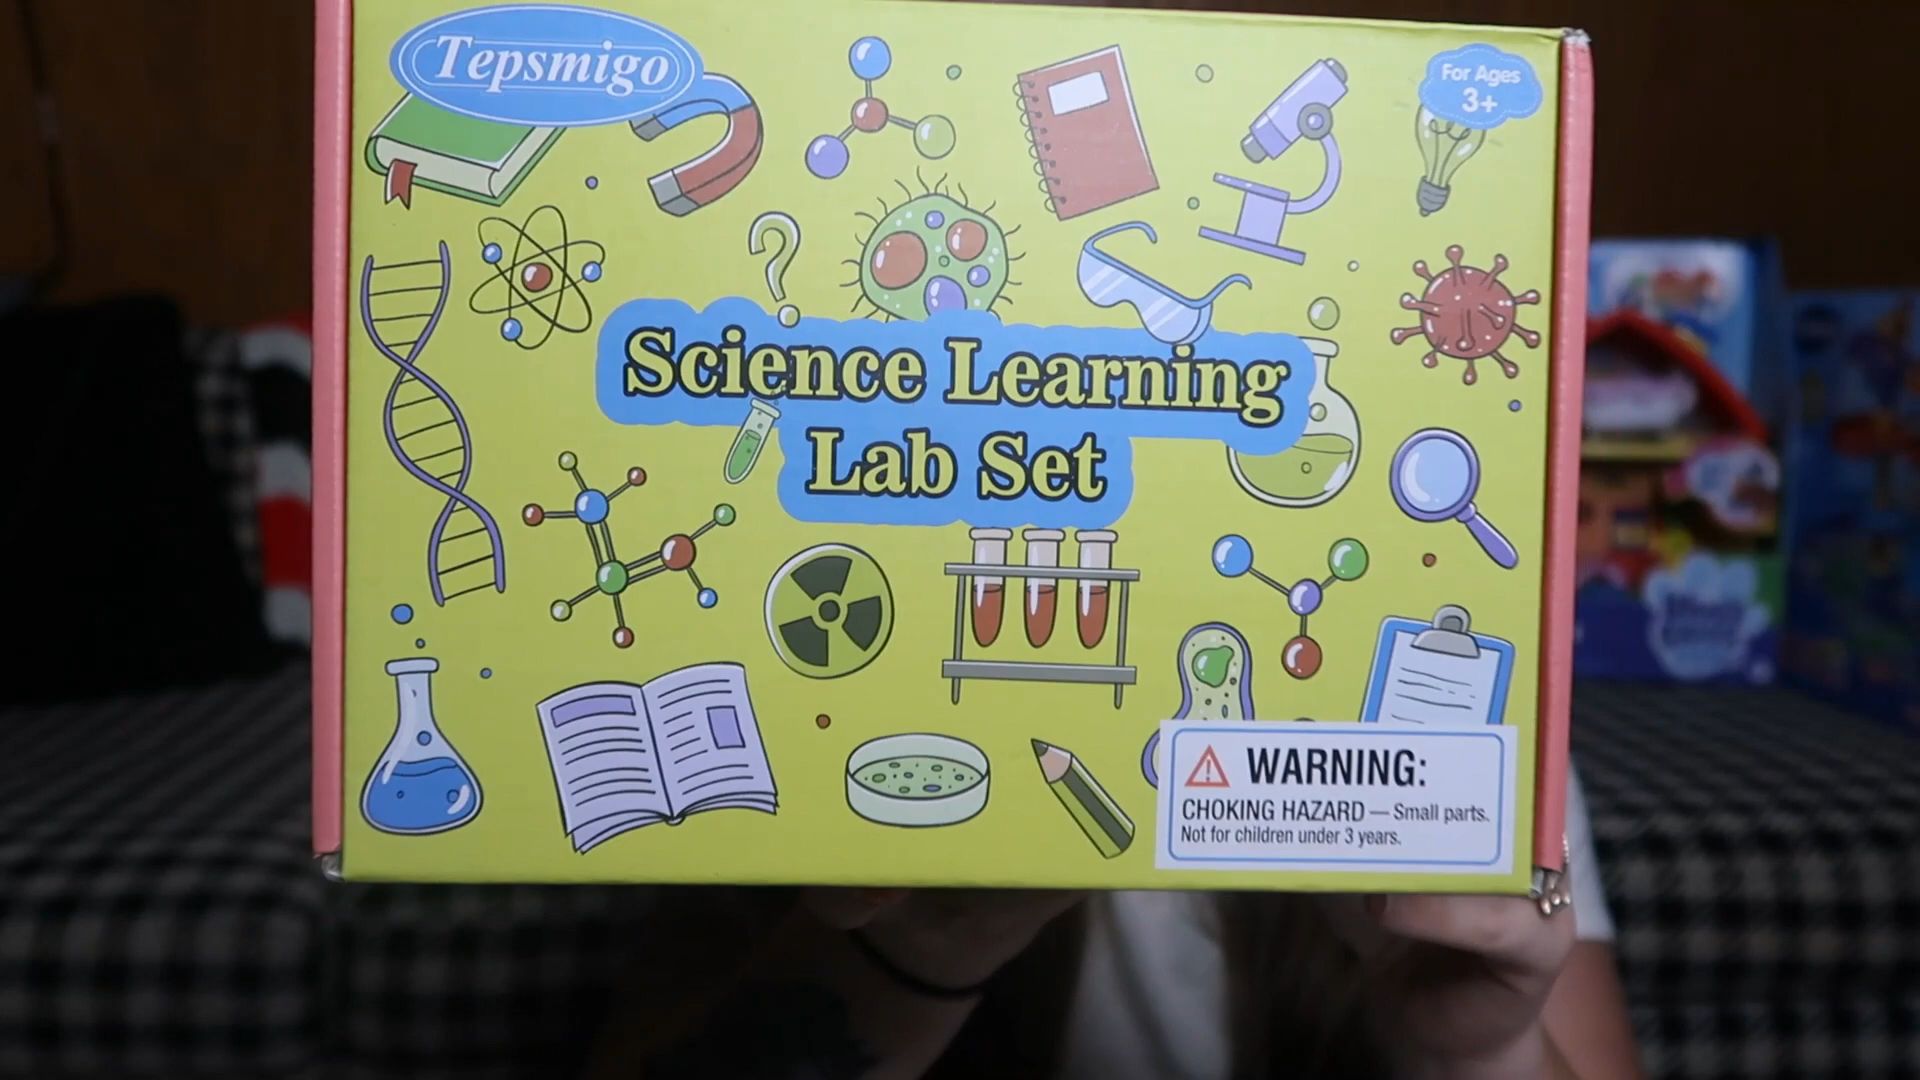 Tepsmigo
For Ages
3+
Science Learning
Lab Set
WARNING:
CHOKING HAZARD — Small parts.
Not for children under 3 years.